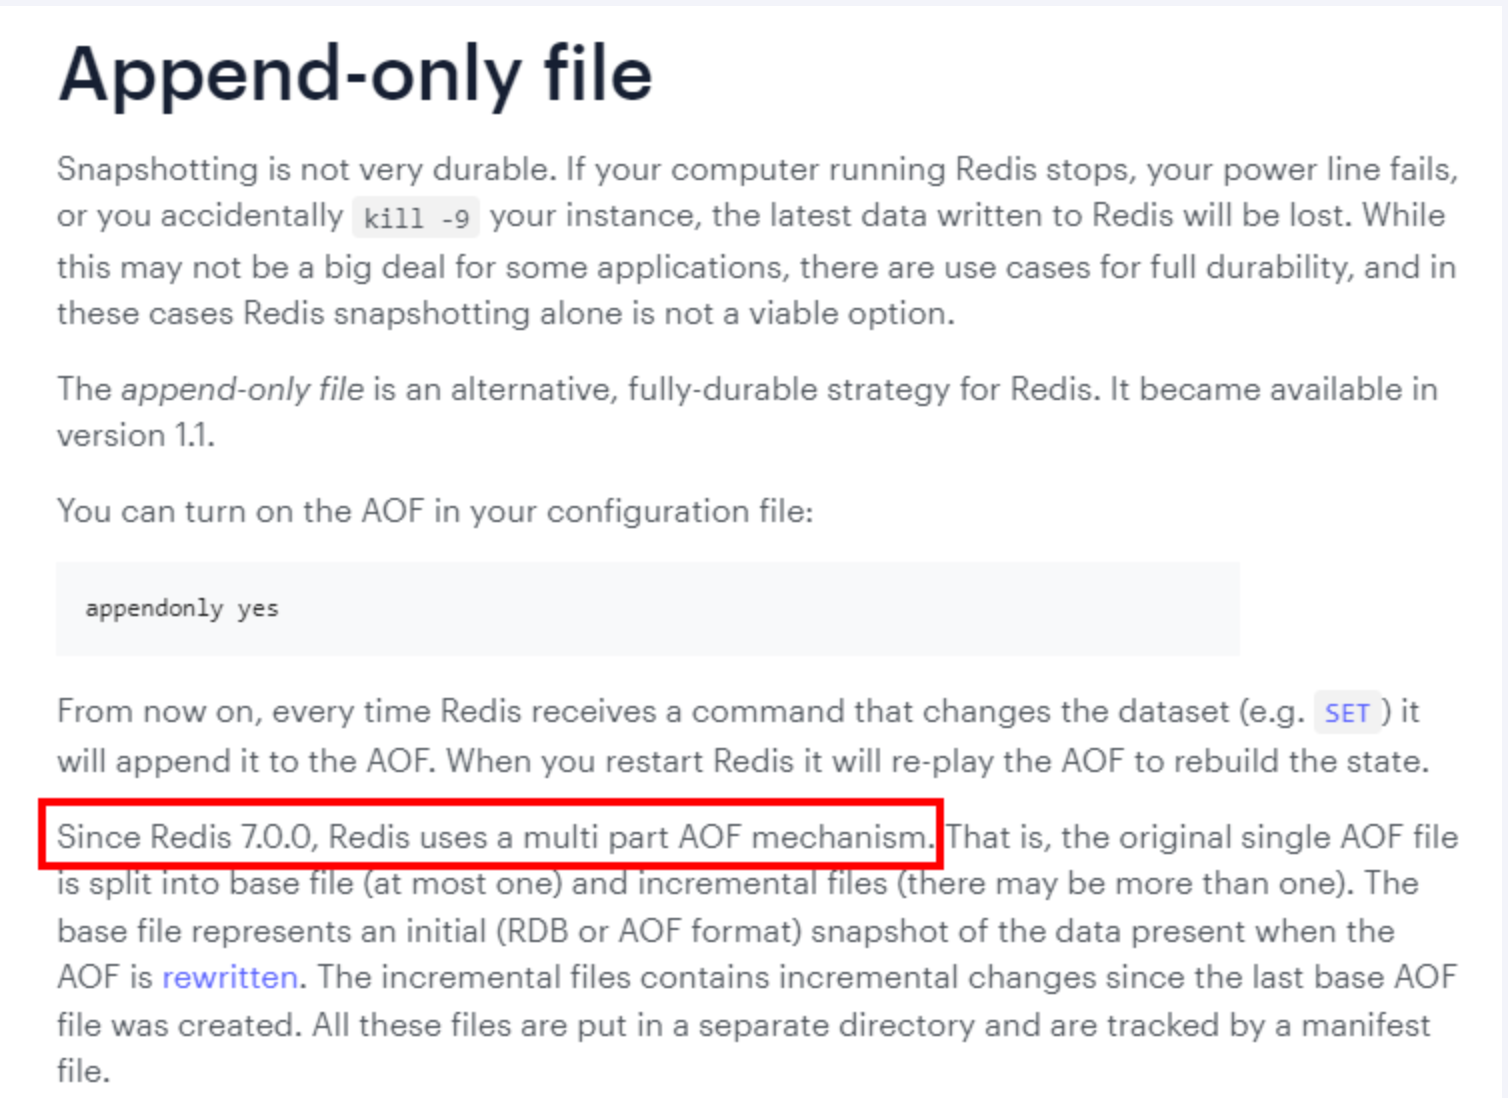 Append-only file
Snapshotting is not very durable. If your computer running Redis stops, your power line fails,
or you accidentally kill -9 your instance, the latest data written to Redis will be lost. While
this may not be a big deal for some applications, there are use cases for full durability, and in
these cases Redis snapshotting alone is not a viable option.
The append-only file is an alternative, fully-durable strategy for Redis. It became available in
version 1.1.
You can turn on the AOF in your configuration file:
appendonly yes
From now on, every time Redis receives a command that changes the dataset (e.g. SET) it
will append it to the AOF. When you restart Redis it will re-play the AOF to rebuild the state.
Since Redis 7.0.0, Redis uses a multi part AOF mechanism. That is, the original single AOF file
is split into base file (at most one) and incremental files (there may be more than one). The
base file represents an initial (RDB or AOF format) snapshot of the data present when the
AOF is rewritten. The incremental files contains incremental changes since the last base AOF
file was created. All these files are put in a separate directory and are tracked by a manifest
file.